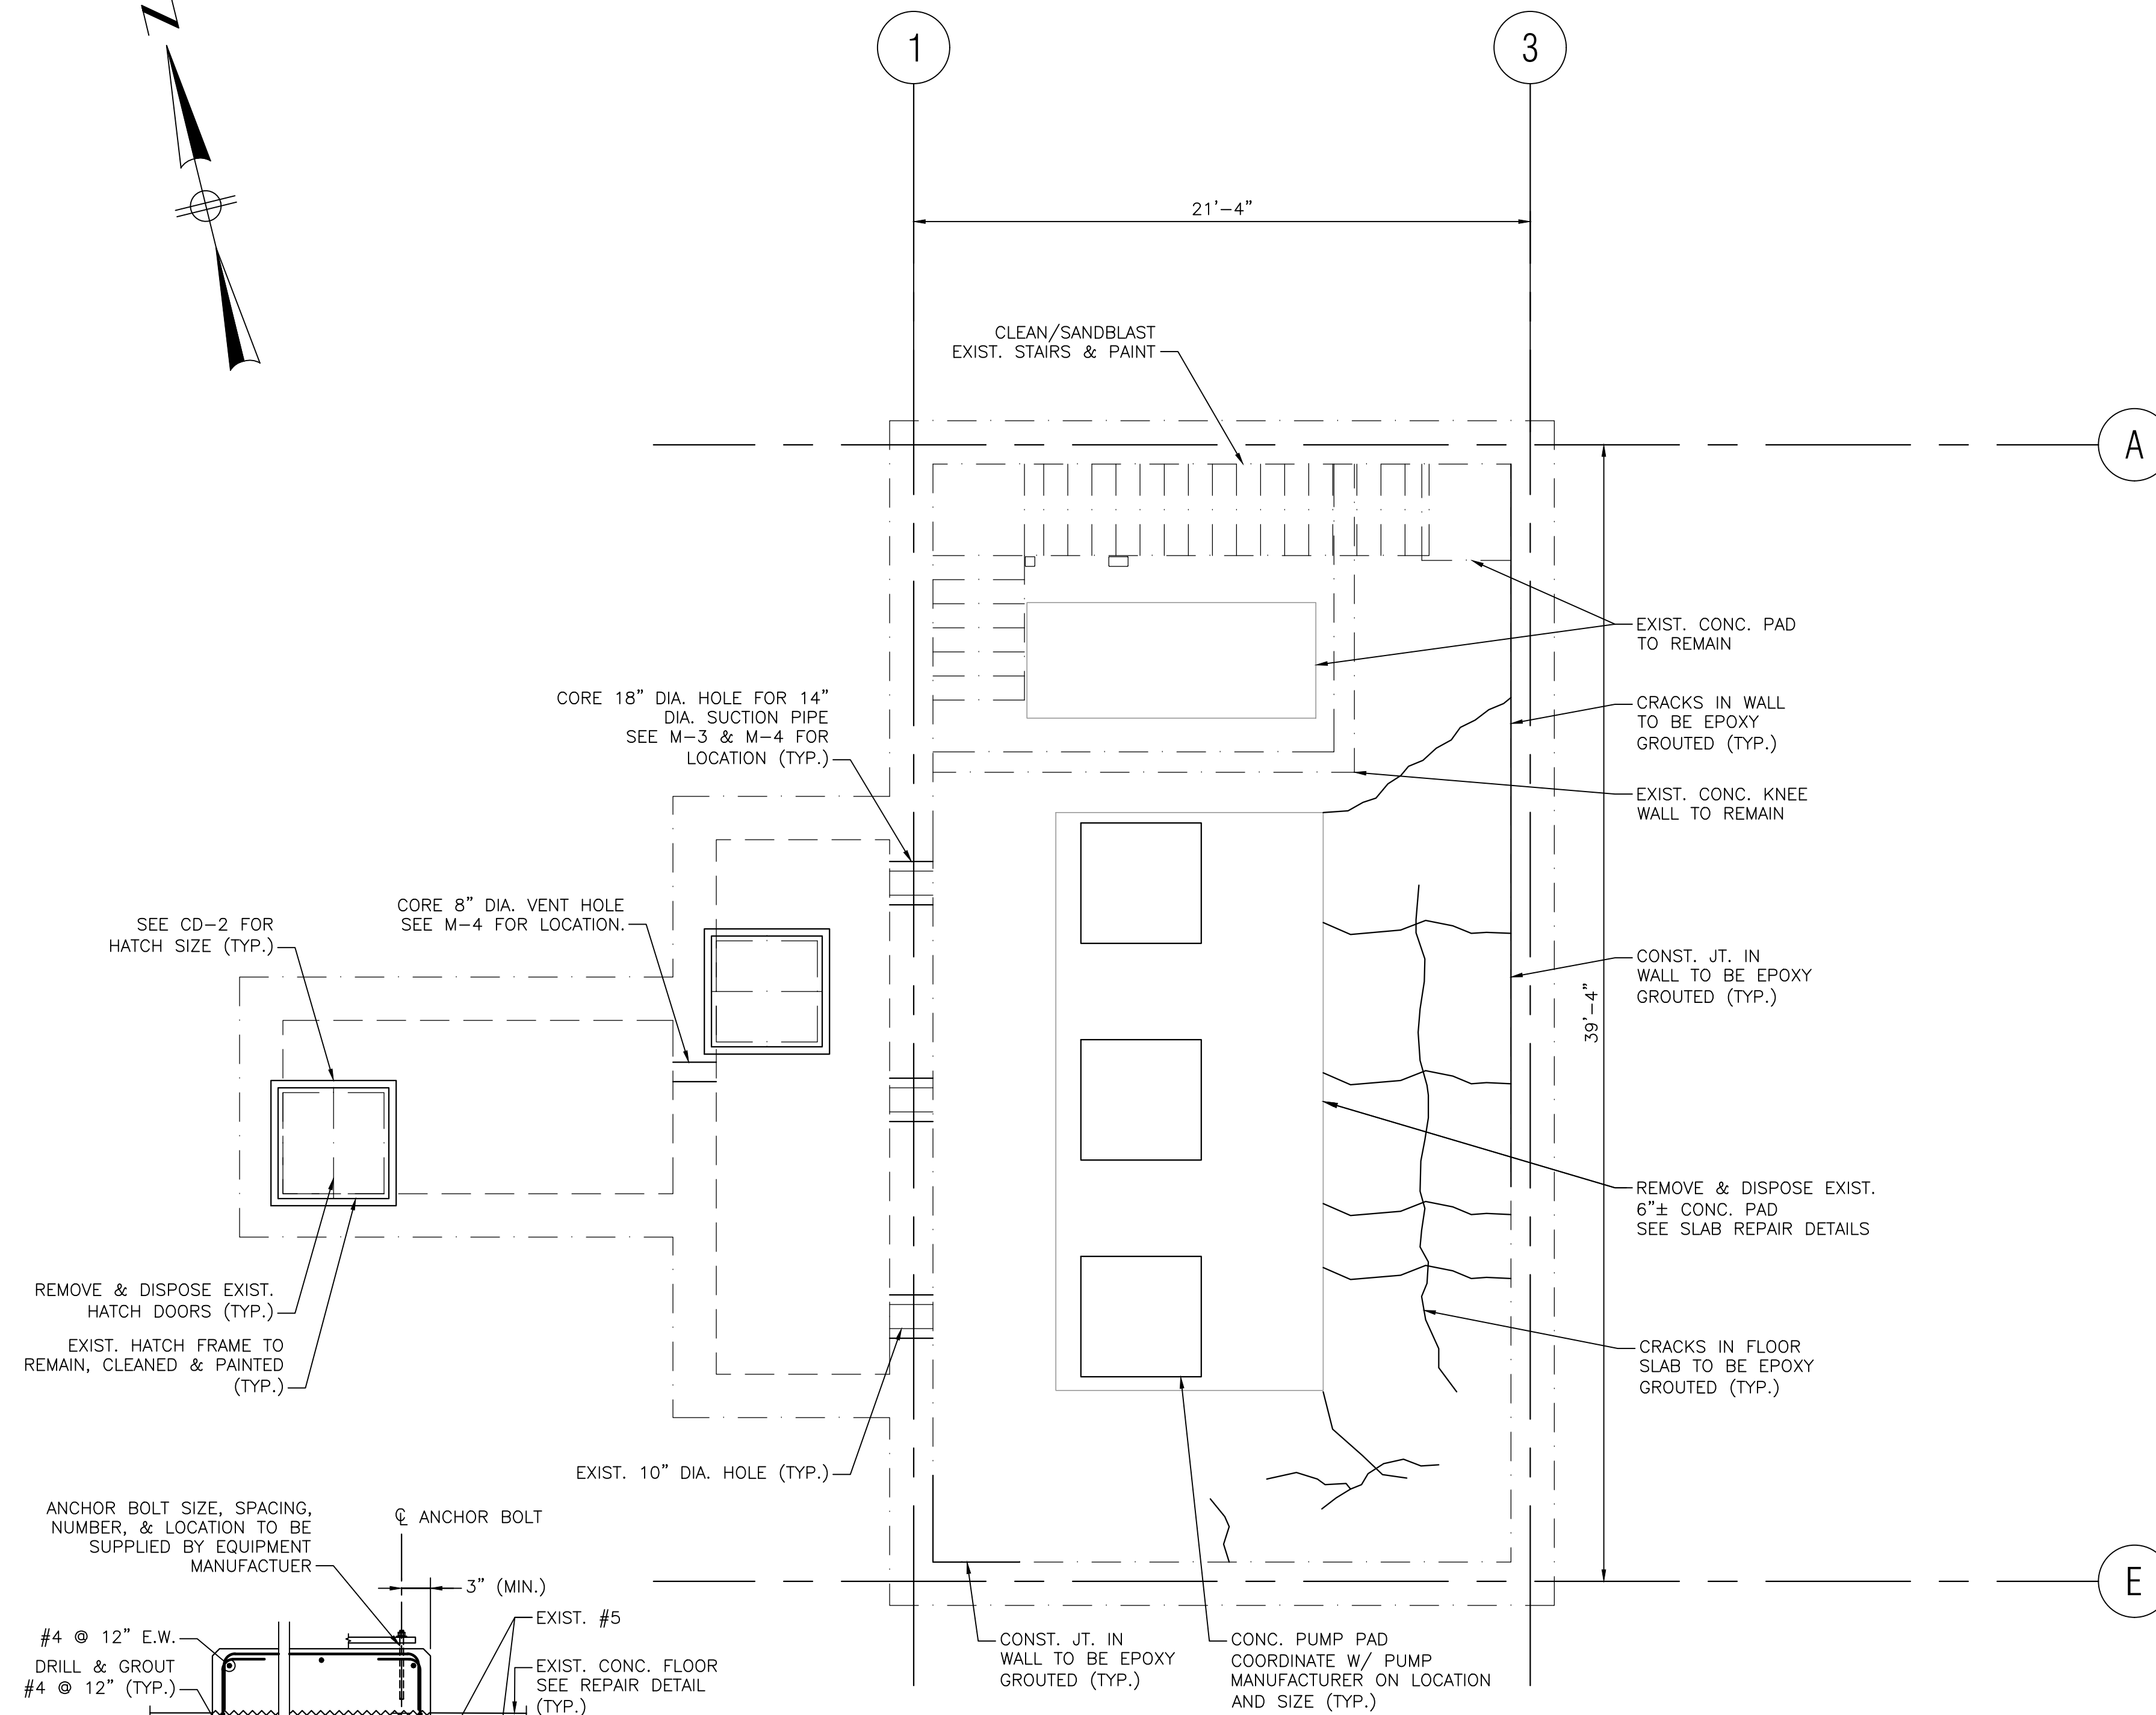 N
1
3
21'-4"
CLEAN/SANDBLAST
EXIST. STAIRS & PAINT
A
EXIST. CONC. PAD
TO REMAIN
CORE 18" DIA. HOLE FOR 14"
DIA. SUCTION PIPE
SEE M-3 & M-4 FOR
LOCATION (TYP.)
CRACKS IN WALL
TO BE EPOXY
GROUTED (TYP.)
EXIST. CONC. KNEE
WALL TO REMAIN
SEE CD-2 FOR
HATCH SIZE (TYP.)
CORE 8" DIA. VENT HOLE
SEE M-4 FOR LOCATION.
CONST. JT. IN
WALL TO BE EPOXY
GROUTED (TYP.)
39'-4"
REMOVE & DISPOSE EXIST.
6"± CONC. PAD
SEE SLAB REPAIR DETAILS
REMOVE & DISPOSE EXIST.
HATCH DOORS (TYP.)
EXIST. HATCH FRAME TO
REMAIN, CLEANED & PAINTED
(TYP.)
CRACKS IN FLOOR
SLAB TO BE EPOXY
GROUTED (TYP.)
EXIST. 10" DIA. HOLE (TYP.)
ANCHOR BOLT SIZE, SPACING,
NUMBER, & LOCATION TO BE
SUPPLIED BY EQUIPMENT
MANUFACTUER
℄ ANCHOR BOLT
3" (MIN.)
E
EXIST. #5
#4 @ 12" E.W.
DRILL & GROUT
#4 @ 12" (TYP.)
EXIST. CONC. FLOOR
SEE REPAIR DETAIL
(TYP.)
CONST. JT. IN
WALL TO BE EPOXY
GROUTED (TYP.)
CONC. PUMP PAD
COORDINATE W/ PUMP
MANUFACTURER ON LOCATION
AND SIZE (TYP.)